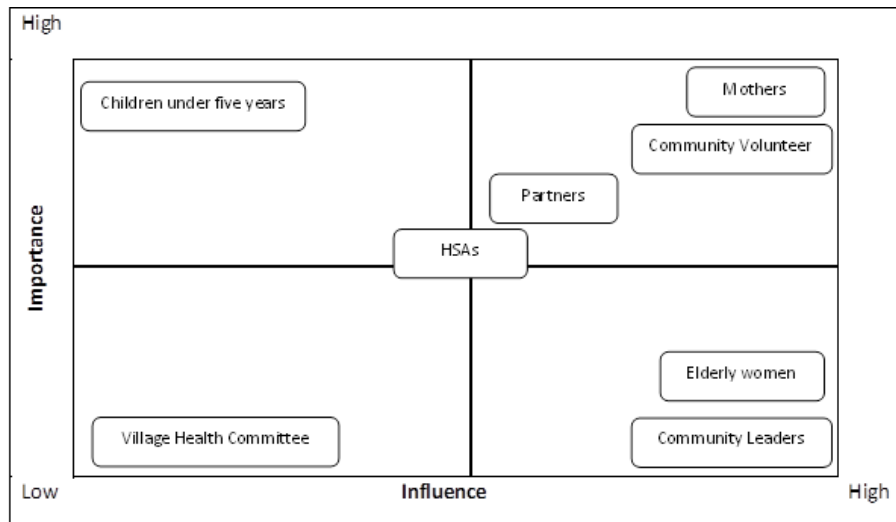 High
Children under five years
Mothers
Community Volunteer
Partners
HSAs
Importance
Elderly women
Village Health Committee
Community Leaders
Low
Influence
High